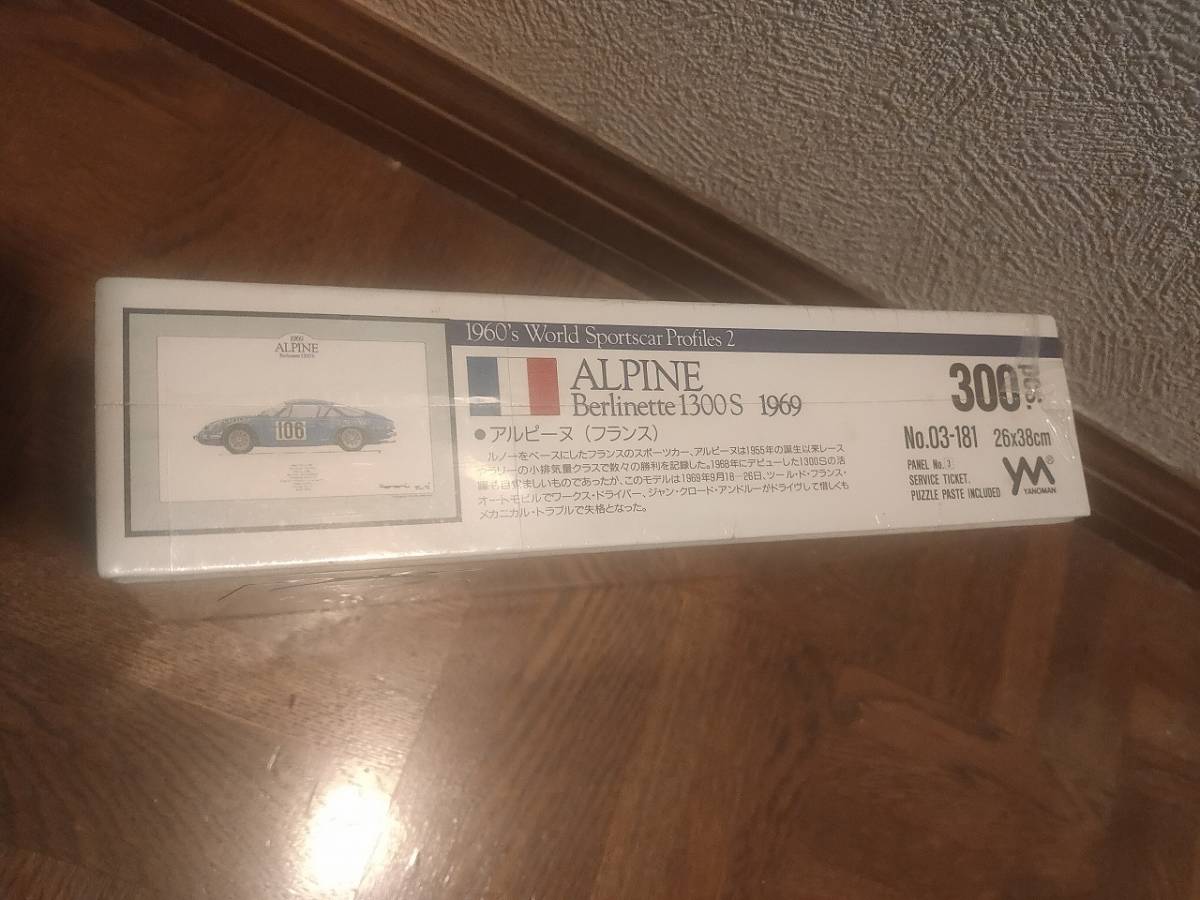 1960
ALPINE
Berlinette 1300 S
106
1960's World Sportscar Profiles 2
ALPINE
Berlinette 1300 S 1969
●アルピーヌ（フランス）
ルノーをベースにしたフランスのスポーツカー、アルピーヌは1955年の誕生以来レース
ラリーの小排気量クラスで数々の勝利を記録した。1968年にデビューした1300Sの活
躍も目覚ましいものであったが、このモデルは1969年9月18−26日、ツール・ド・フランス・
オートモビルでワークス・ドライバー、ジャン・クロード・アンドルーがドライヴして惜しくも
メカニカル・トラブルで失格となった。
300pcs.
No.03-181 26x38cm
PANEL No.③
SERVICE TICKET.
PUZZLE PASTE INCLUDED
YM®
YANOMAN